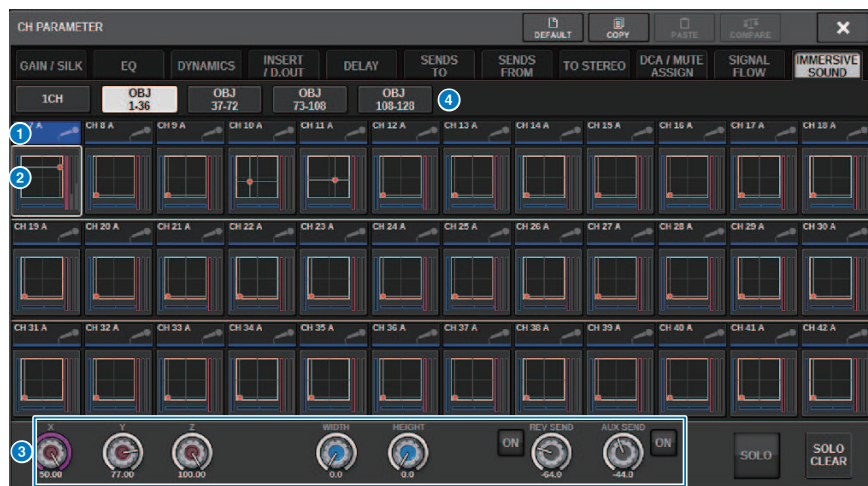 CH PARAMETER
DEFAULT
COPY
PASTE
COMPARE
GAIN / SILK
EQ
DYNAMICS
INSERT / D.OUT
DELAY
SENDS TO
SENDS FROM
TO STEREO
DCA / MUTE ASSIGN
SIGNAL FLOW
IMMERSIVE SOUND
1CH
OBJ 1-36
OBJ 37-72
OBJ 73-108
OBJ 108-128
4
1
7 A
CH 8 A
CH 9 A
CH 10 A
CH 11 A
CH 12 A
CH 13 A
CH 14 A
CH 15 A
CH 16 A
CH 17 A
CH 18 A
2
CH 19 A
CH 20 A
CH 21 A
CH 22 A
CH 23 A
CH 24 A
CH 25 A
CH 26 A
CH 27 A
CH 28 A
CH 29 A
CH 30 A
CH 31 A
CH 32 A
CH 33 A
CH 34 A
CH 35 A
CH 36 A
CH 37 A
CH 38 A
CH 39 A
CH 40 A
CH 41 A
CH 42 A
3
X
Y
Z
WIDTH
HEIGHT
REV SEND
AUX SEND
ON
ON
SOLO
SOLO CLEAR
50.00
77.00
100.00
0.0
0.0
-64.0
-44.0